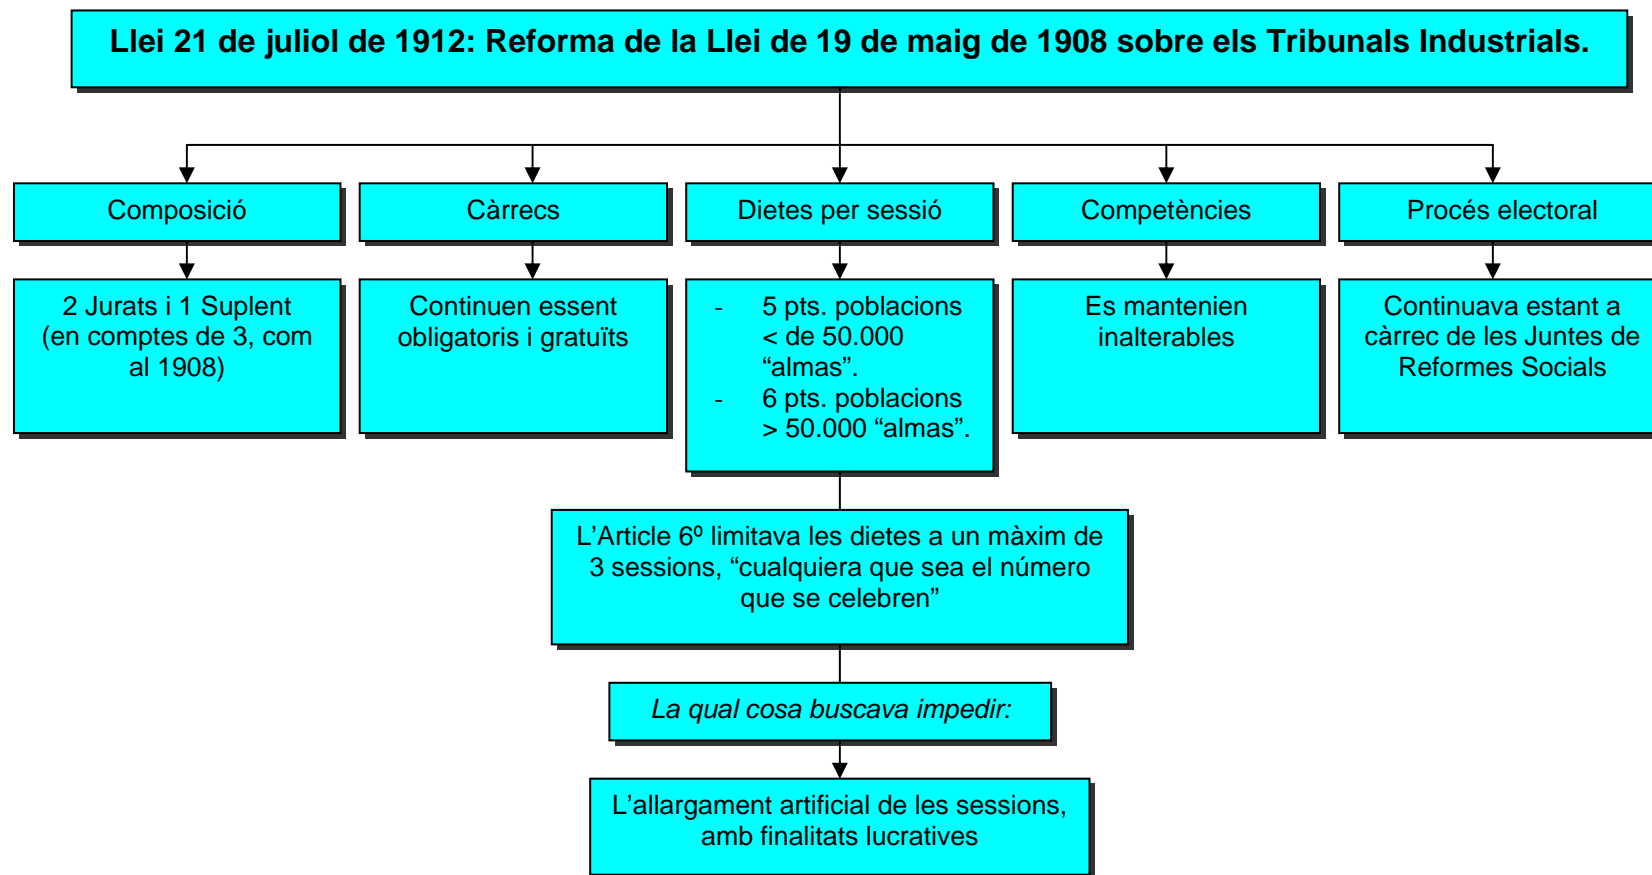 Llei 21 de juliol de 1912: Reforma de la Llei de 19 de maig de 1908 sobre els Tribunals Industrials.
Composició
Càrrecs
Dietes per sessió
Competències
Procés electoral
2 Jurats i 1 Suplent
(en comptes de 3, com
al 1908)
Continuen essent
obligatoris i gratuïts
- 5 pts. poblacions
< de 50.000
“almas”.
- 6 pts. poblacions
> 50.000 “almas”.
Es mantenien
inalterables
Continuava estant a
càrrec de les Juntes de
Reformes Socials
L’Article 6º limitava les dietes a un màxim de
3 sessions, “cualquiera que sea el número
que se celebren”
La qual cosa buscava impedir:
L’allargament artificial de les sessions,
amb finalitats lucratives